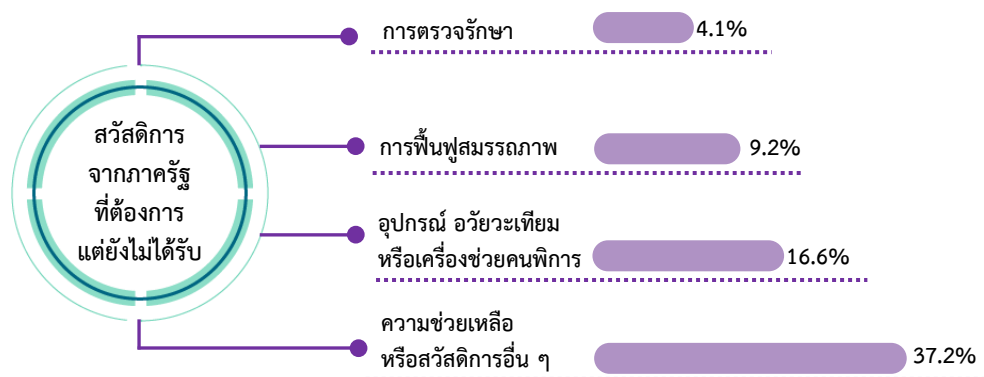 สวัสดิการ
จากภาครัฐ
ที่ต้องการ
แต่ยังไม่ได้รับ
การตรวจรักษา
4.1%
การฟื้นฟูสมรรถภาพ
9.2%
อุปกรณ์ อวัยวะเทียม
หรือเครื่องช่วยคนพิการ
16.6%
ความช่วยเหลือ
หรือสวัสดิการอื่น ๆ
37.2%